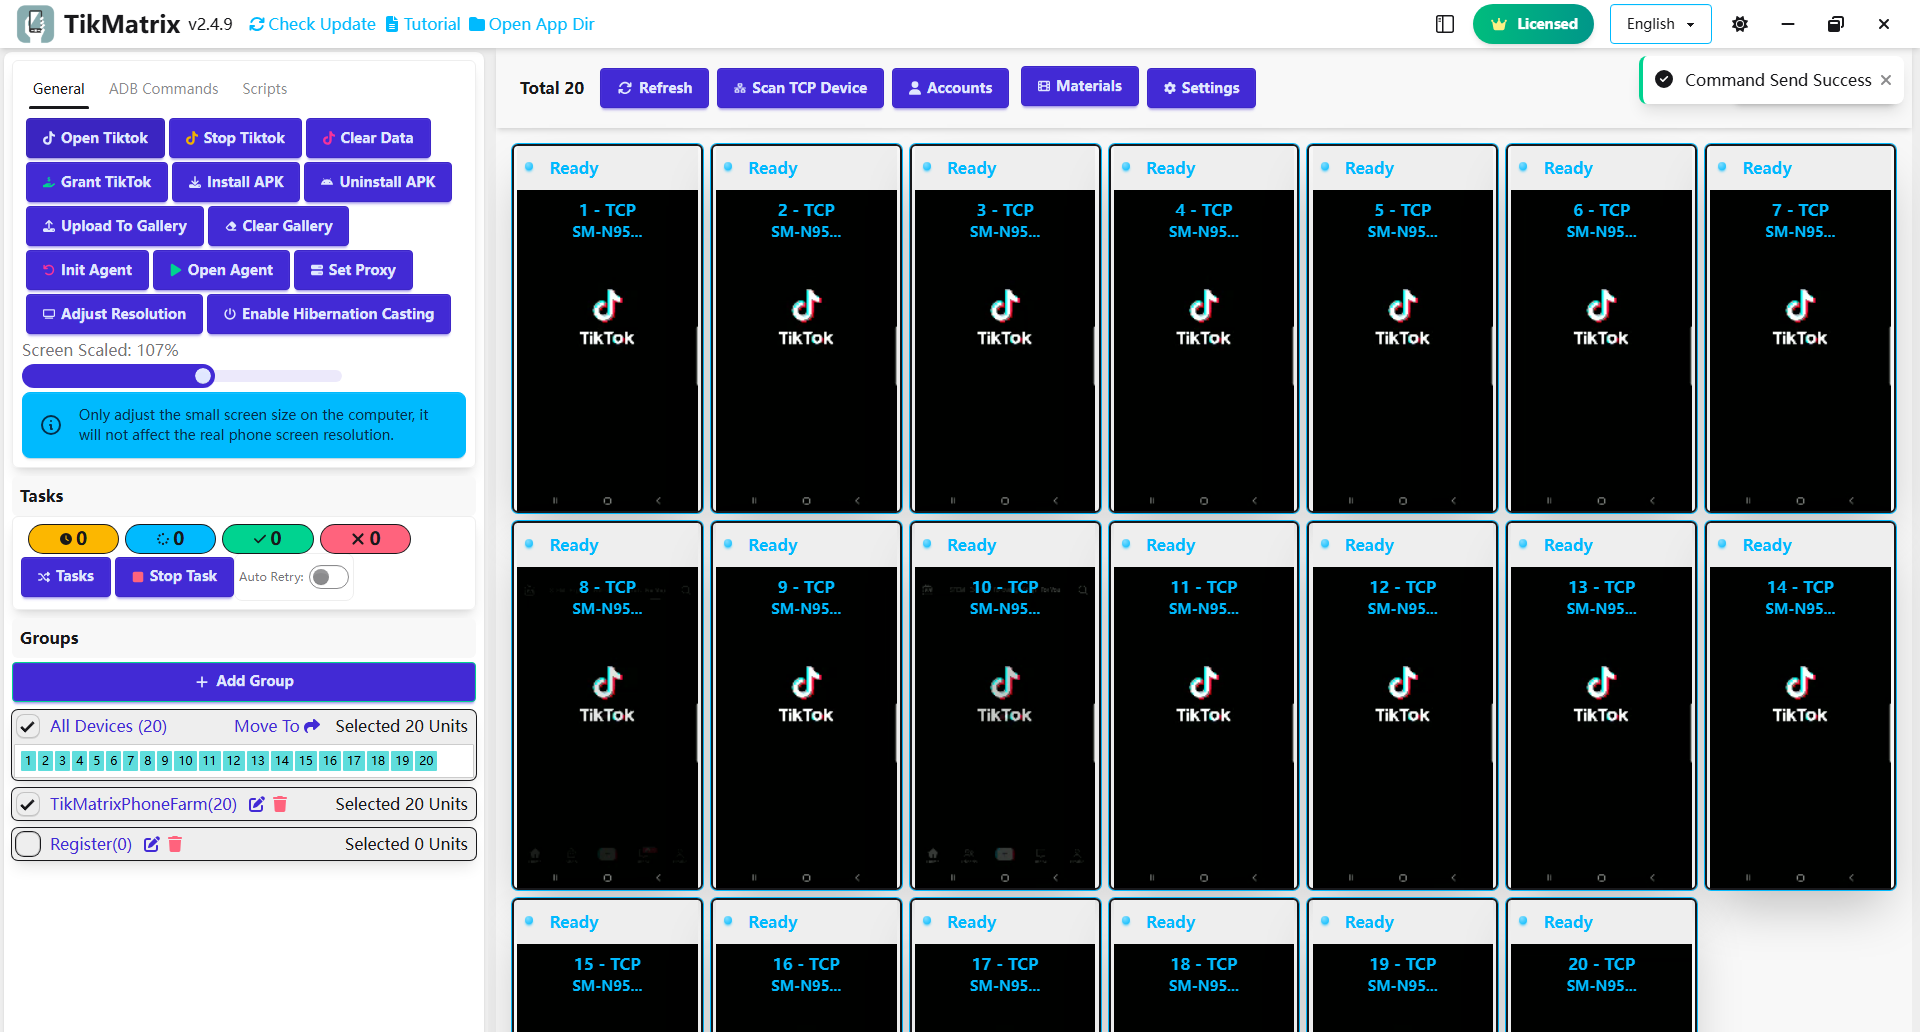 TikMatrix v2.4.9 Check Update Tutorial Open App Dir
Licensed English
General ADB Commands Scripts
Open Tiktok Stop Tiktok Clear Data
Grant TikTok Install APK Uninstall APK
Upload To Gallery Clear Gallery
Init Agent Open Agent Set Proxy
Adjust Resolution Enable Hibernation Casting
Screen Scaled: 107%
Only adjust the small screen size on the computer, it
will not affect the real phone screen resolution.
Tasks
0 0 0 0
Tasks Stop Task Auto Retry:
Groups
+ Add Group
All Devices (20) Move To Selected 20 Units
1 2 3 4 5 6 7 8 9 10 11 12 13 14 15 16 17 18 19 20
TikMatrixPhoneFarm(20) Selected 20 Units
Register(0) Selected 0 Units
Total 20 Refresh Scan TCP Device Accounts Materials Settings
Command Send Success
Ready Ready Ready Ready Ready Ready Ready
1 - TCP 2 - TCP 3 - TCP 4 - TCP 5 - TCP 6 - TCP 7 - TCP
SM-N95... SM-N95... SM-N95... SM-N95... SM-N95... SM-N95... SM-N95...
TikTok TikTok TikTok TikTok TikTok TikTok TikTok
Ready Ready Ready Ready Ready Ready Ready
8 - TCP 9 - TCP 10 - TCP 11 - TCP 12 - TCP 13 - TCP 14 - TCP
SM-N95... SM-N95... SM-N95... SM-N95... SM-N95... SM-N95... SM-N95...
TikTok TikTok TikTok TikTok TikTok TikTok TikTok
Ready Ready Ready Ready Ready Ready
15 - TCP 16 - TCP 17 - TCP 18 - TCP 19 - TCP 20 - TCP
SM-N95... SM-N95... SM-N95... SM-N95... SM-N95... SM-N95...